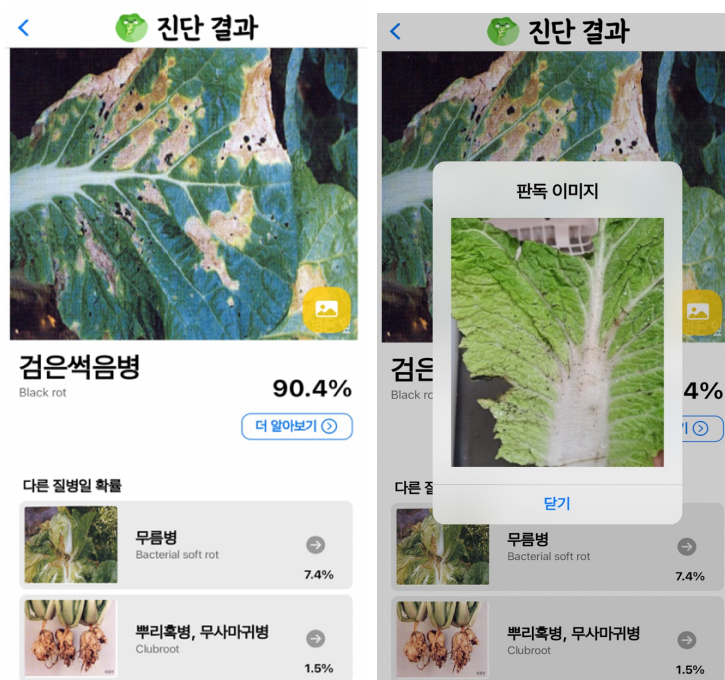 진단 결과
검은썩음병
Black rot
90.4%
더 알아보기
다른 질병일 확률
무름병
Bacterial soft rot
7.4%
뿌리혹병, 무사마귀병
Clubroot
1.5%
진단 결과
판독 이미지
닫기
검은
Black ro
4%
기
다른 질
무름병
Bacterial soft rot
7.4%
뿌리혹병, 무사마귀병
Clubroot
1.5%